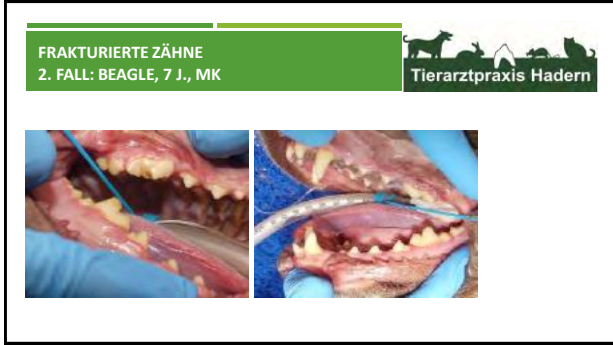 FRAKTURIERTE ZÄHNE
2. FALL: BEAGLE, 7 J., MK
Tierarztpraxis Hadern